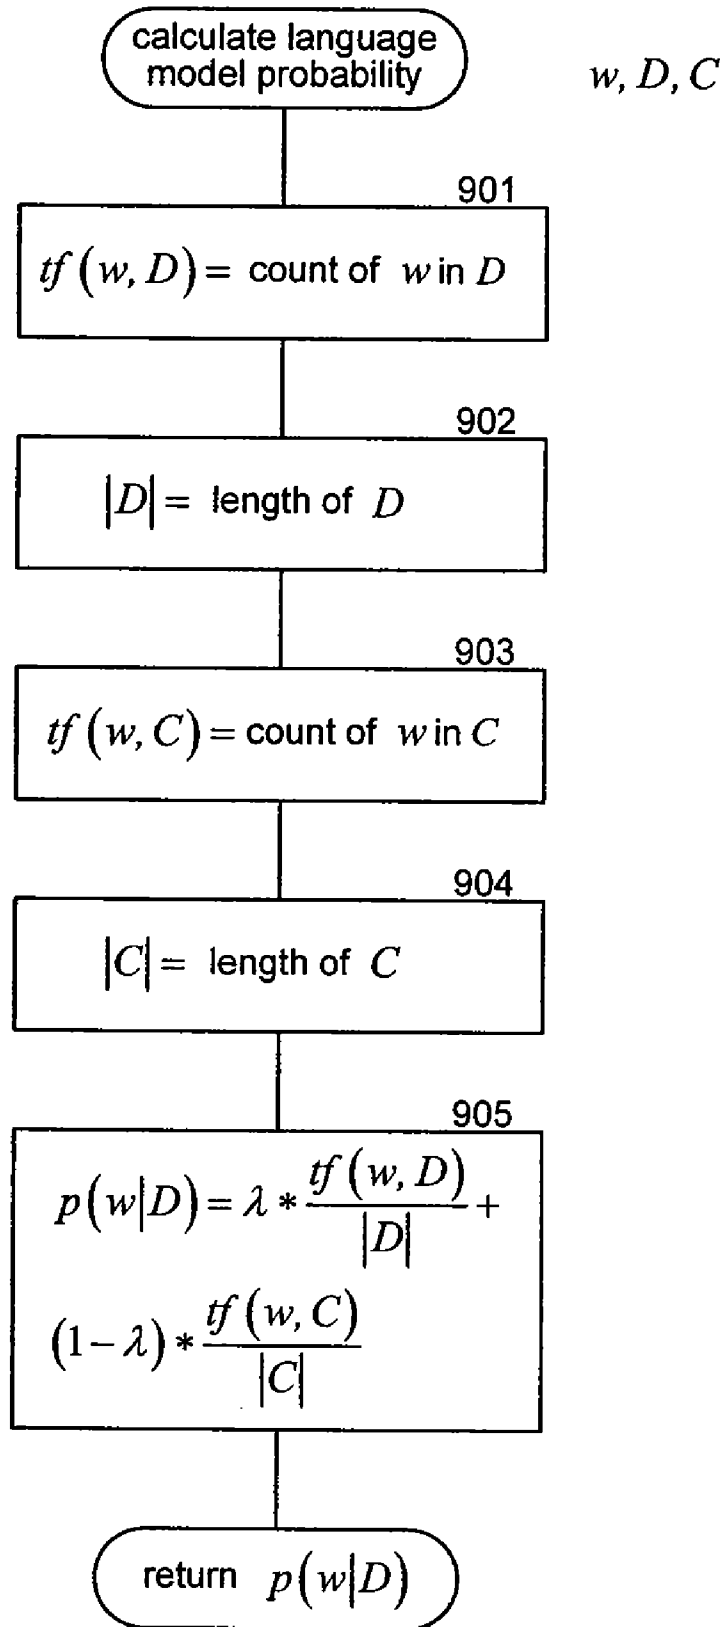 calculate language
model probability
w, D, C
901
tf(w, D) = count of w in D
902
|D| = length of D
903
tf(w, C) = count of w in C
904
|C| = length of C
905
p(w|D) = λ * tf(w, D) / |D| +
(1 − λ) * tf(w, C) / |C|
return p(w|D)